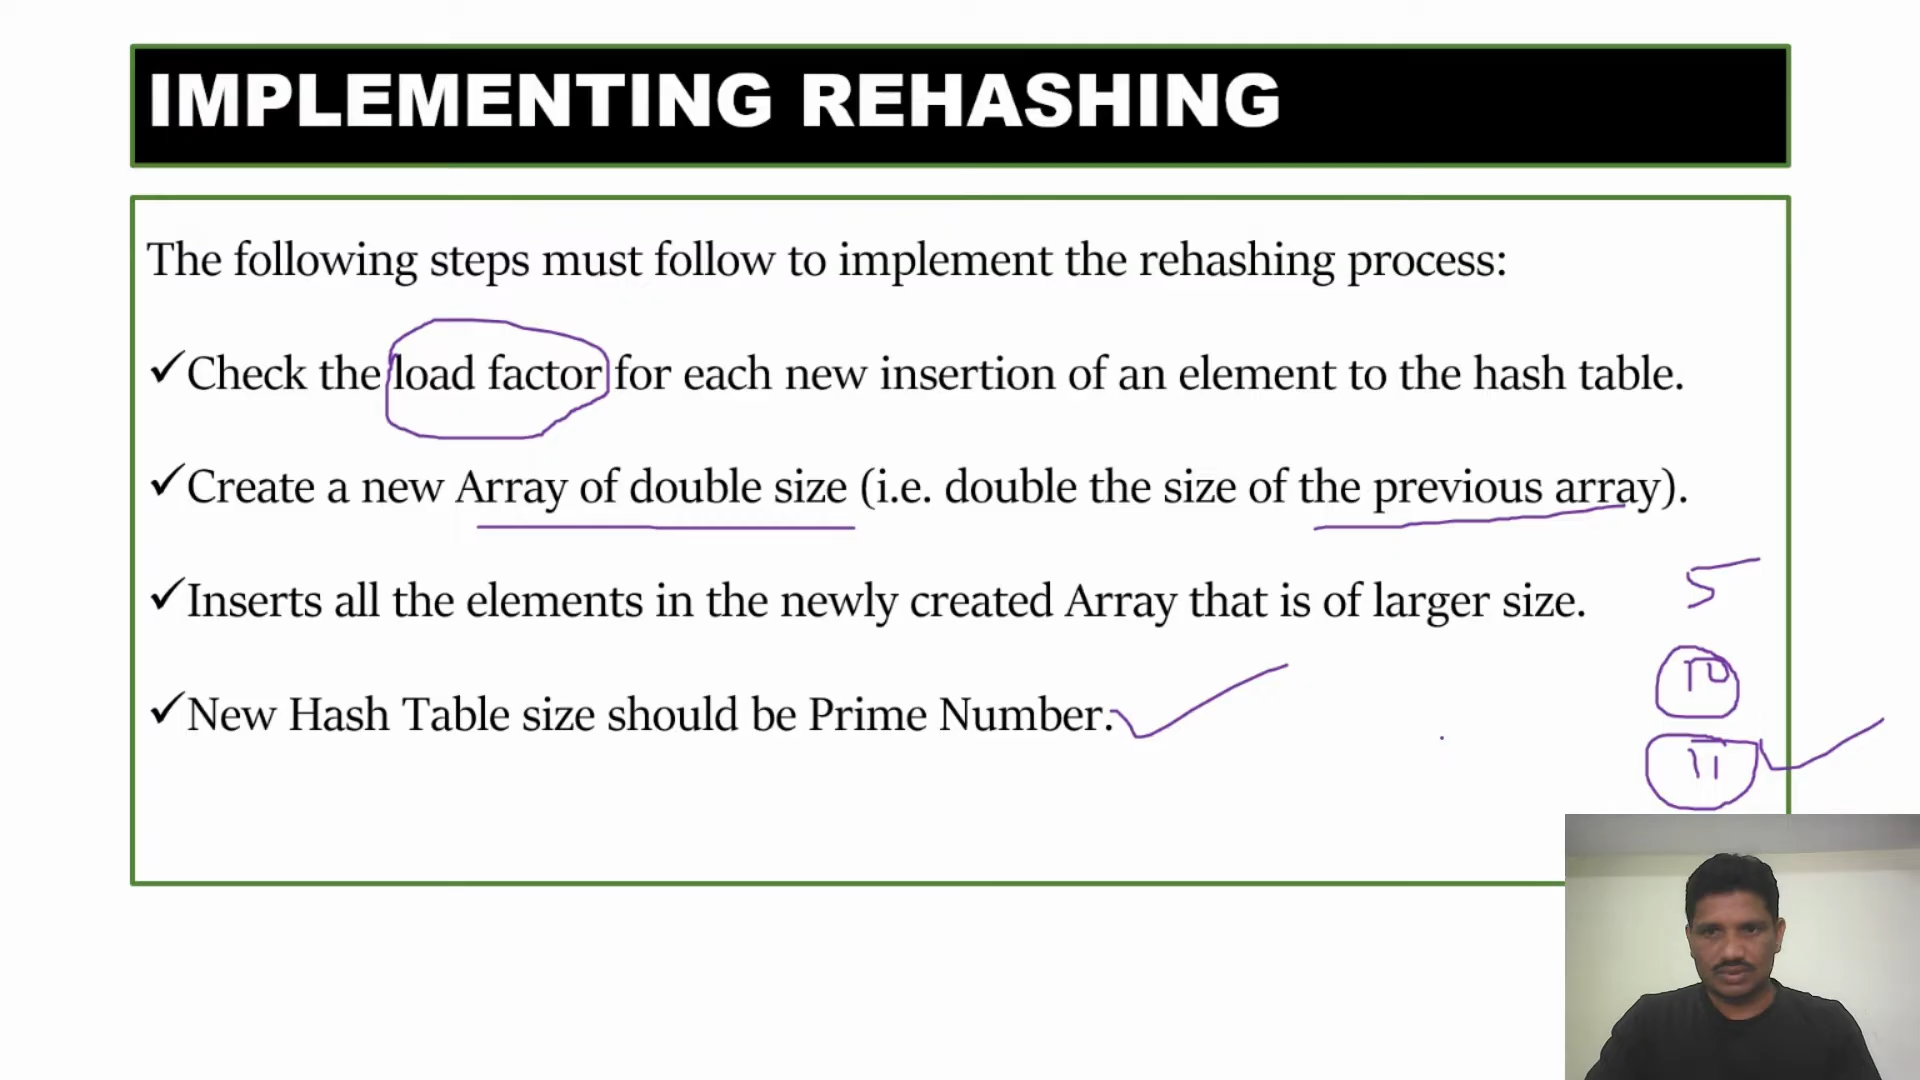 IMPLEMENTING REHASHING
The following steps must follow to implement the rehashing process:
✓Check the load factor for each new insertion of an element to the hash table.
✓Create a new Array of double size (i.e. double the size of the previous array).
✓Inserts all the elements in the newly created Array that is of larger size.
5
10
✓New Hash Table size should be Prime Number.
11